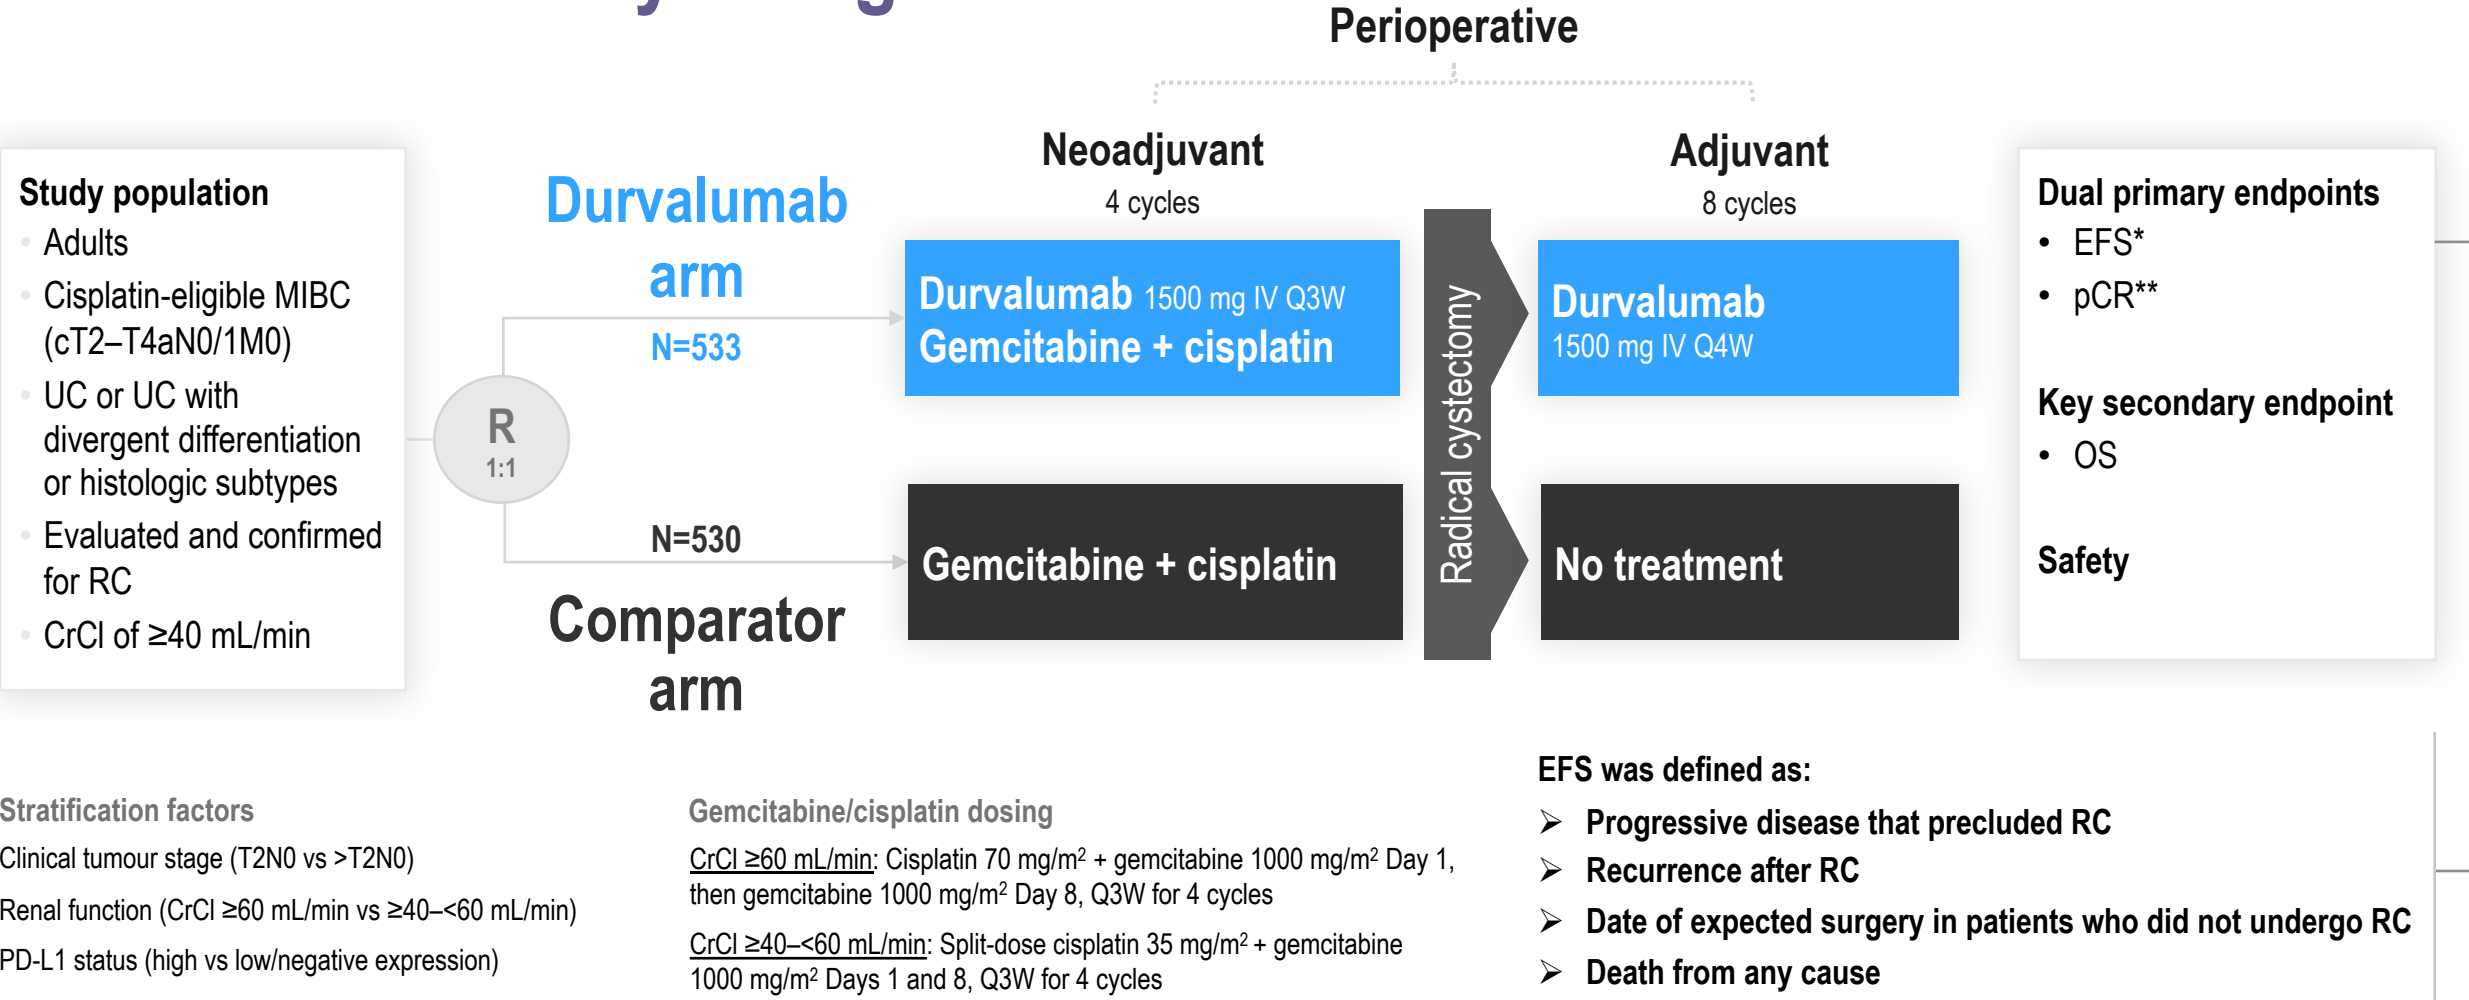 Perioperative
Study population
• Adults
• Cisplatin-eligible MIBC
(cT2–T4aN0/1M0)
• UC or UC with
divergent differentiation
or histologic subtypes
• Evaluated and confirmed
for RC
• CrCl of ≥40 mL/min
R
1:1
Durvalumab
arm
N=533
N=530
Comparator
arm
Neoadjuvant
4 cycles
Durvalumab 1500 mg IV Q3W
Gemcitabine + cisplatin
Gemcitabine + cisplatin
Radical cystectomy
Adjuvant
8 cycles
Durvalumab
1500 mg IV Q4W
No treatment
Dual primary endpoints
• EFS*
• pCR**
Key secondary endpoint
• OS
Safety
Stratification factors
Clinical tumour stage (T2N0 vs >T2N0)
Renal function (CrCl ≥60 mL/min vs ≥40–<60 mL/min)
PD-L1 status (high vs low/negative expression)
Gemcitabine/cisplatin dosing
CrCl ≥60 mL/min: Cisplatin 70 mg/m² + gemcitabine 1000 mg/m² Day 1,
then gemcitabine 1000 mg/m² Day 8, Q3W for 4 cycles
CrCl ≥40–<60 mL/min: Split-dose cisplatin 35 mg/m² + gemcitabine
1000 mg/m² Days 1 and 8, Q3W for 4 cycles
EFS was defined as:
➢ Progressive disease that precluded RC
➢ Recurrence after RC
➢ Date of expected surgery in patients who did not undergo RC
➢ Death from any cause